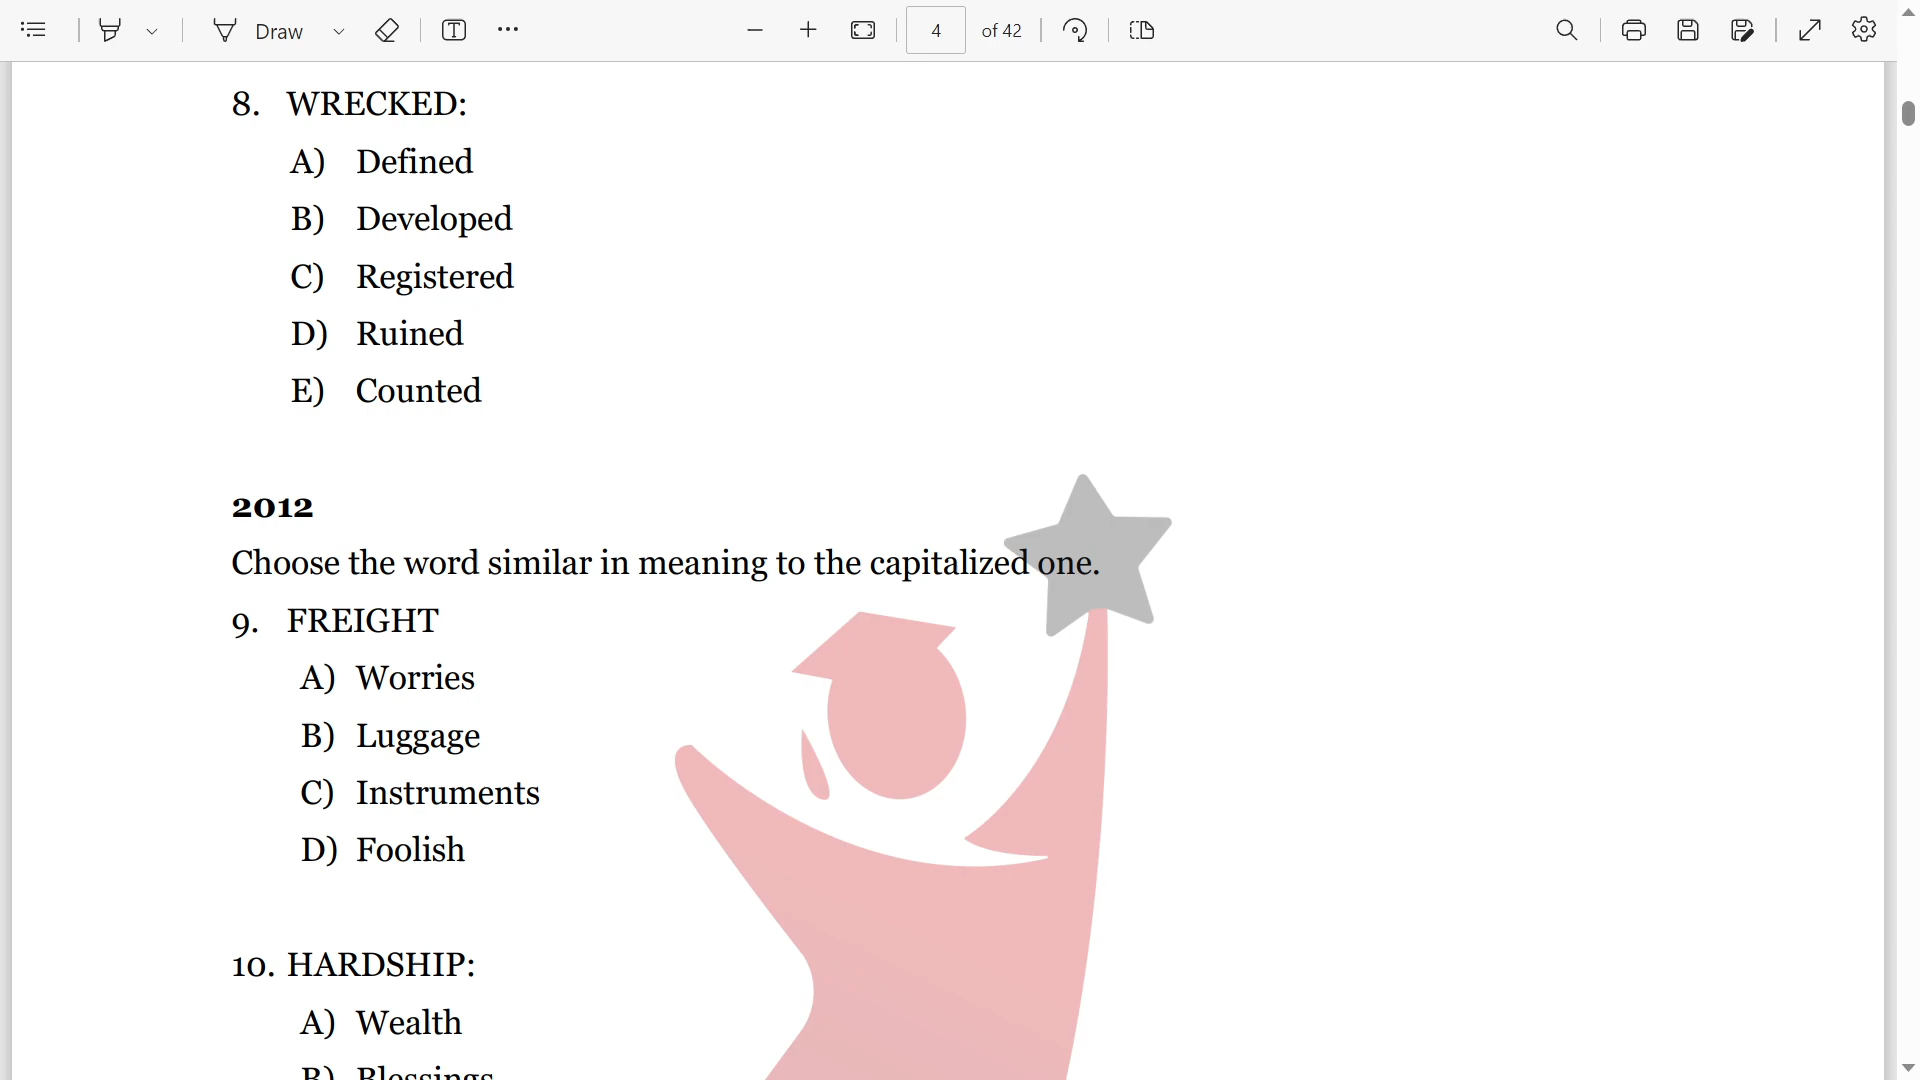 Draw
4 of 42
8. WRECKED:
A) Defined
B) Developed
C) Registered
D) Ruined
E) Counted
2012
Choose the word similar in meaning to the capitalized one.
9. FREIGHT
A) Worries
B) Luggage
C) Instruments
D) Foolish
10. HARDSHIP:
A) Wealth
B) Blessings